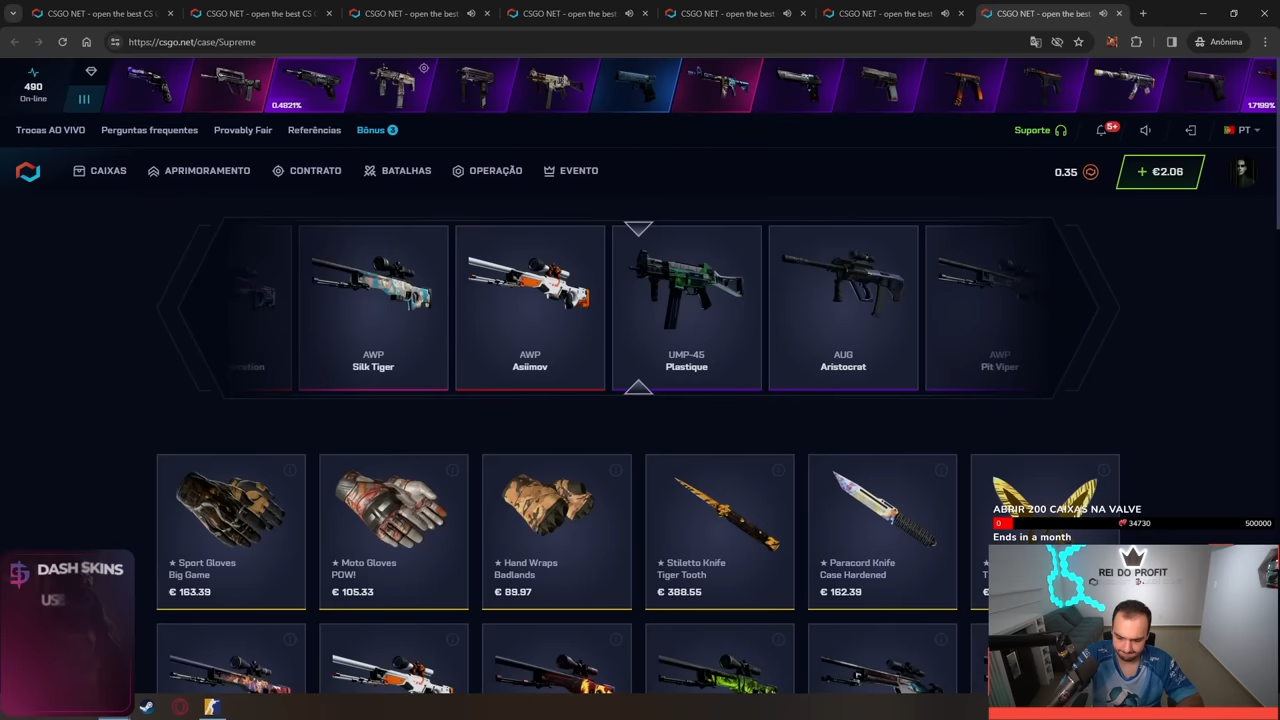 CSGO NET - open the best CS
CSGO NET - open the best CS
CSGO NET - open the best
CSGO NET - open the best
CSGO NET - open the best
CSGO NET - open the best
CSGO NET - open the best
https://csgo.net/case/Supreme
Anônima
490
On-line
0.4821%
1.7199%
Trocas AO VIVO
Perguntas frequentes
Provably Fair
Referências
Bônus 3
Suporte
5+
PT
CAIXAS
APRIMORAMENTO
CONTRATO
BATALHAS
OPERAÇÃO
EVENTO
0.35
+ €2.08
AWP
Silk Tiger
AWP
Asiimov
UMP-45
Plastique
AUG
Aristocrat
AWP
Pit Viper
★ Sport Gloves
Big Game
€ 163.39
★ Moto Gloves
POW!
€ 105.33
★ Hand Wraps
Badlands
€ 89.97
★ Stiletto Knife
Tiger Tooth
€ 388.55
★ Paracord Knife
Case Hardened
€ 162.39
ABRIR 200 CAIXAS NA VALVE
0
34730
500000
Ends in a month
DASH SKINS
REI DO PROFIT